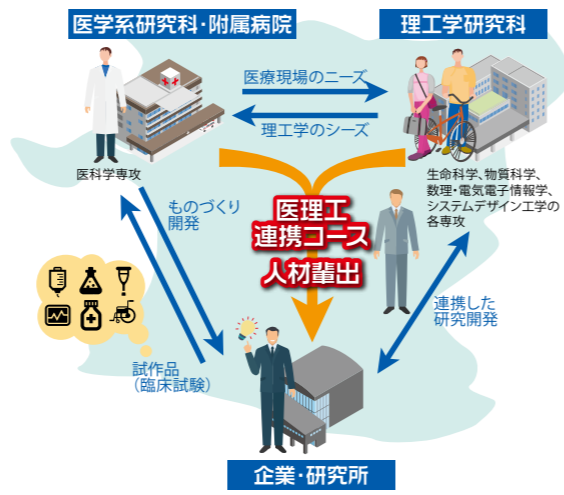 医学系研究科・附属病院
理工学研究科
医療現場のニーズ
理工学のシーズ
医科学専攻
生命科学、物質科学、
数理・電気電子情報学、
システムデザイン工学の
各専攻
ものづくり
開発
医理工
連携コース
人材輩出
連携した
研究開発
試作品
（臨床試験）
企業・研究所